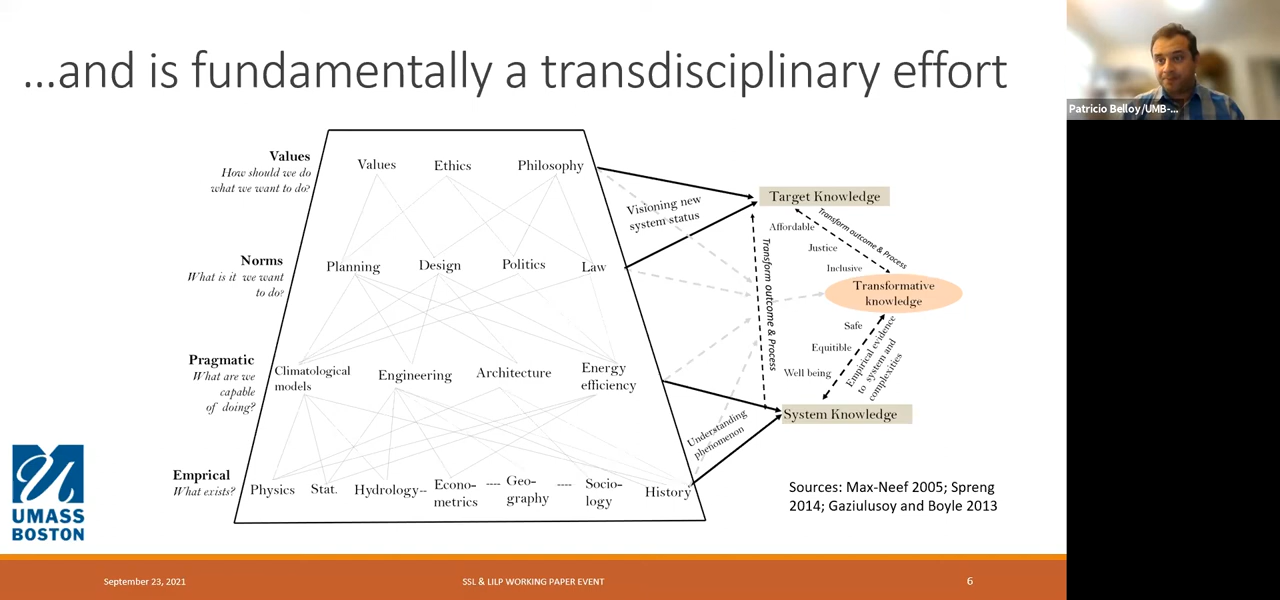 ...and is fundamentally a transdisciplinary effort
Patricio Belloy/UMB-...
Values
How should we do
what we want to do?
Values
Ethics
Philosophy
Visioning new
system status
Target Knowledge
Transform outcome & Process
Affordable
Justice
Inclusive
Norms
What is it we want
to do?
Planning
Design
Politics
Law
Transform outcome & Process
Transformative
knowledge
Safe
Equitible
Well being
Empirical evidence
to system and
complexities
Pragmatic
What are we
capable
of doing?
Climatological
models
Engineering
Architecture
Energy
efficiency
System Knowledge
Understanding
phenomenon
Emprical
What exists?
Physics
Stat.
Hydrology--
Econo-
metrics
----
Geo-
graphy
----
Socio-
logy
History
Sources: Max-Neef 2005; Spreng
2014; Gaziulusoy and Boyle 2013
UMASS
BOSTON
September 23, 2021
SSL & LILP WORKING PAPER EVENT
6